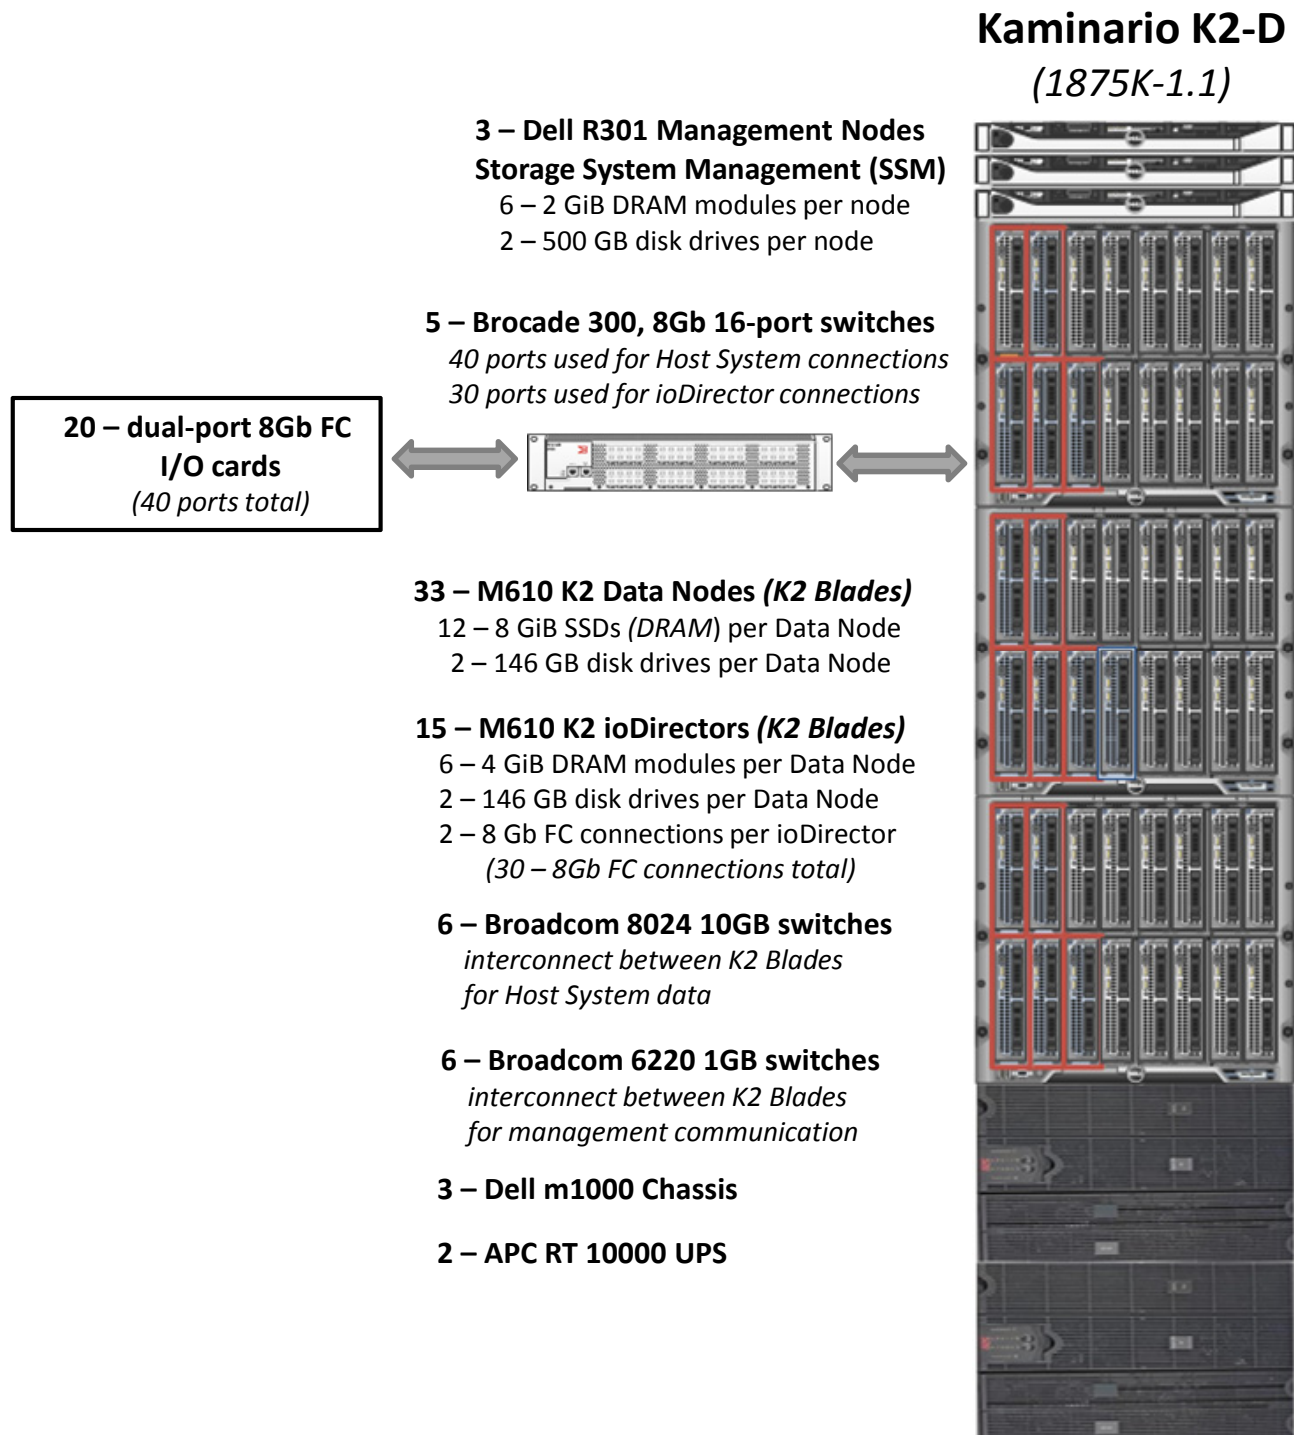 Kaminario K2-D
(1875K-1.1)
3 – Dell R301 Management Nodes
Storage System Management (SSM)
6 – 2 GiB DRAM modules per node
2 – 500 GB disk drives per node
5 – Brocade 300, 8Gb 16-port switches
40 ports used for Host System connections
30 ports used for ioDirector connections
20 – dual-port 8Gb FC
I/O cards
(40 ports total)
33 – M610 K2 Data Nodes (K2 Blades)
12 – 8 GiB SSDs (DRAM) per Data Node
2 – 146 GB disk drives per Data Node
15 – M610 K2 ioDirectors (K2 Blades)
6 – 4 GiB DRAM modules per Data Node
2 – 146 GB disk drives per Data Node
2 – 8 Gb FC connections per ioDirector
(30 – 8Gb FC connections total)
6 – Broadcom 8024 10GB switches
interconnect between K2 Blades
for Host System data
6 – Broadcom 6220 1GB switches
interconnect between K2 Blades
for management communication
3 – Dell m1000 Chassis
2 – APC RT 10000 UPS